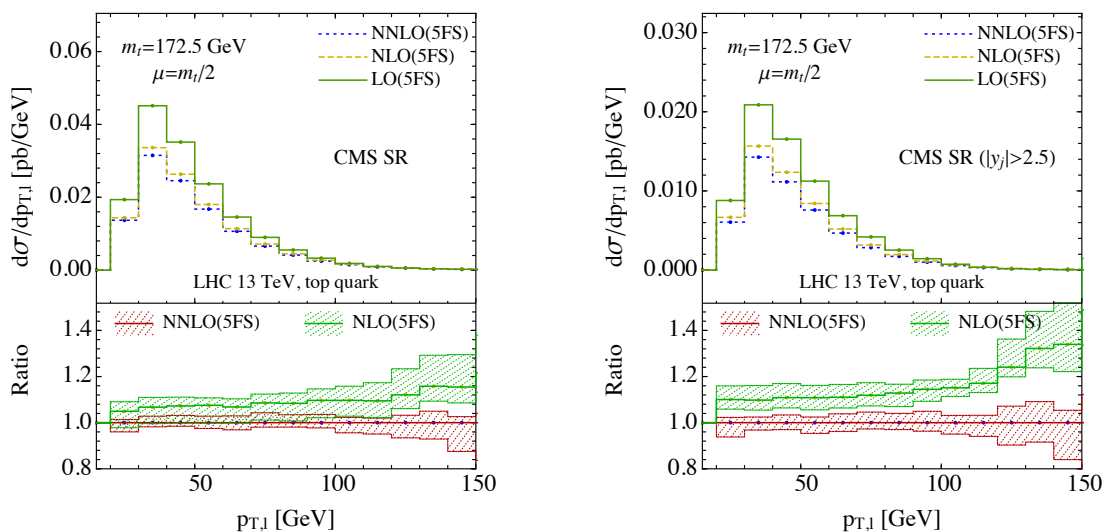 0.06
0.04
0.02
0.00
dσ/dp_{T,l} [pb/GeV]
m_t=172.5 GeV
μ=m_t/2
NNLO(5FS)
NLO(5FS)
LO(5FS)
CMS SR
LHC 13 TeV, top quark
1.4
1.2
1.0
0.8
Ratio
NNLO(5FS)
NLO(5FS)
50
100
150
p_{T,l} [GeV]
0.030
0.020
0.010
0.000
dσ/dp_{T,l} [pb/GeV]
m_t=172.5 GeV
μ=m_t/2
NNLO(5FS)
NLO(5FS)
LO(5FS)
CMS SR (|y_j|>2.5)
LHC 13 TeV, top quark
1.4
1.2
1.0
0.8
Ratio
NNLO(5FS)
NLO(5FS)
50
100
150
p_{T,l} [GeV]